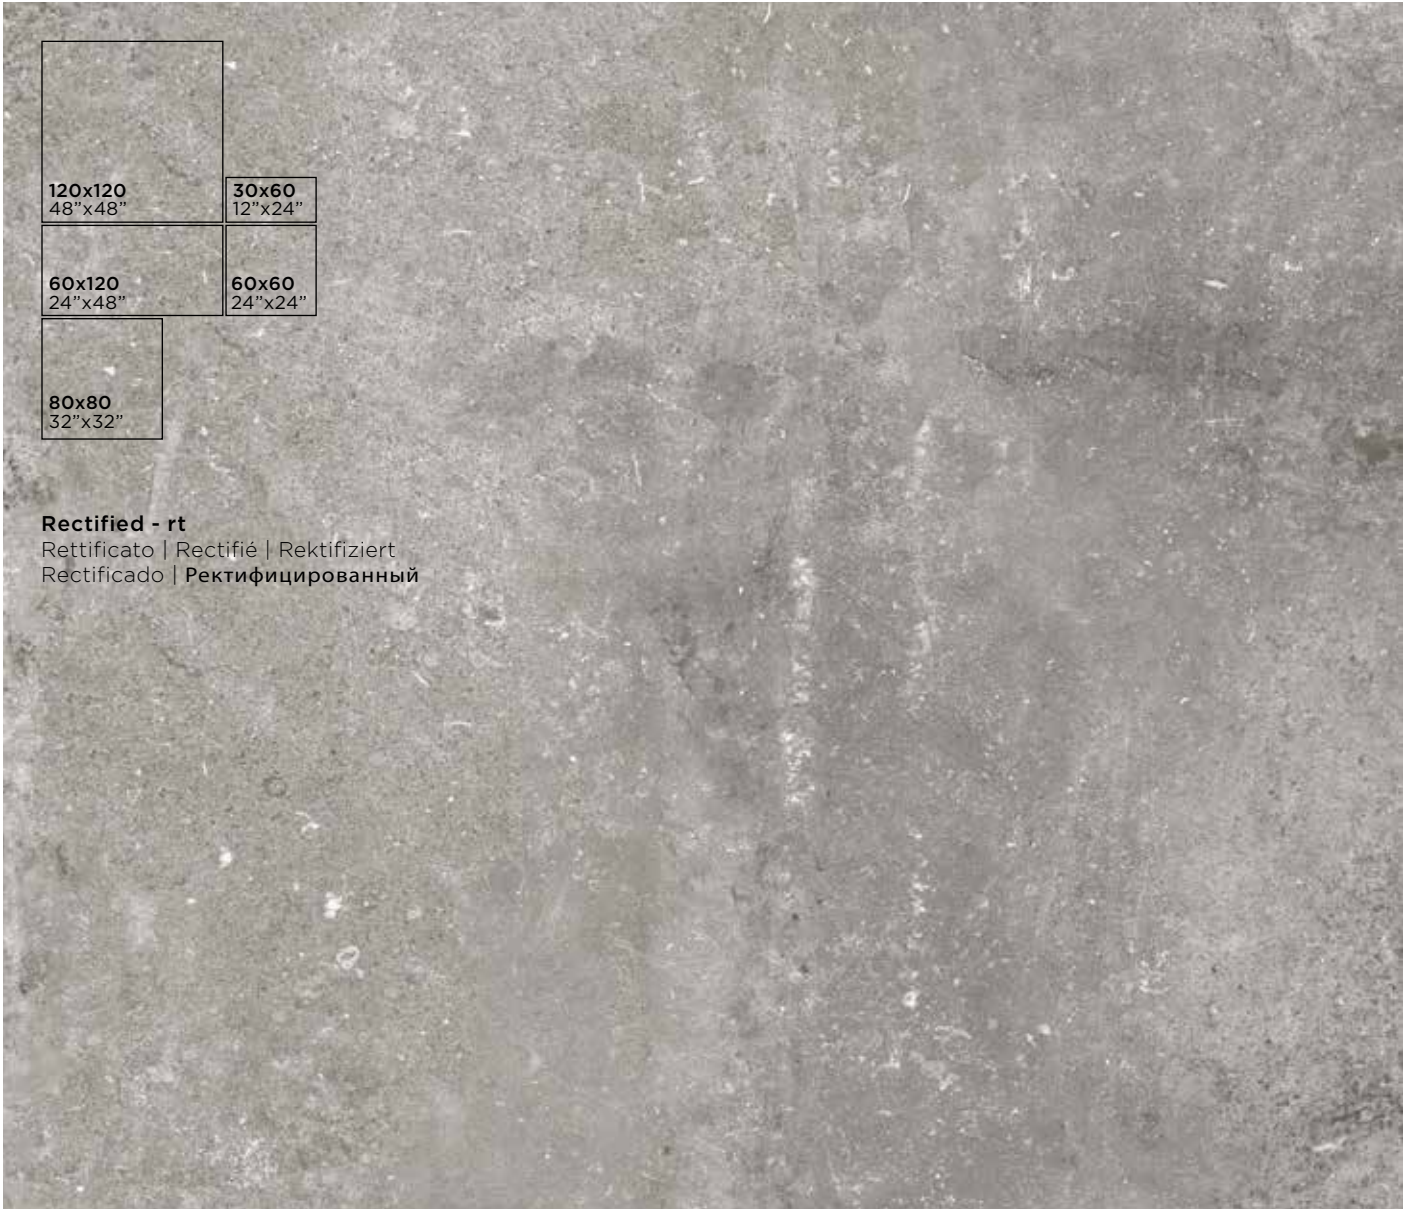 120x120
48”x48”
30x60
12”x24”
60x120
24”x48”
60x60
24”x24”
80x80
32”x32”
Rectified - rt
Rettificato | Rectifié | Rektifiziert
Rectificado | Ректифицированный